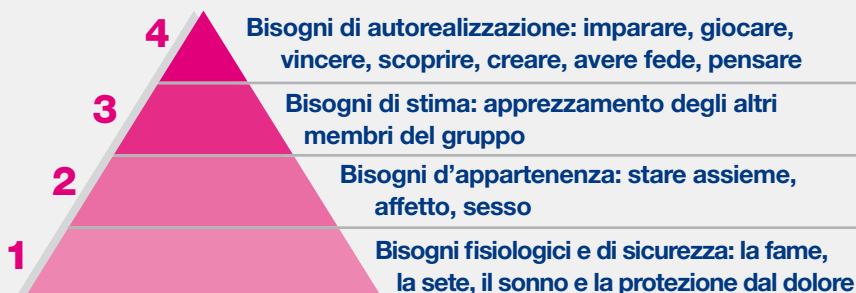 4
Bisogni di autorealizzazione: imparare, giocare,
vincere, scoprire, creare, avere fede, pensare
3
Bisogni di stima: apprezzamento degli altri
membri del gruppo
2
Bisogni d’appartenenza: stare assieme,
affetto, sesso
1
Bisogni fisiologici e di sicurezza: la fame,
la sete, il sonno e la protezione dal dolore